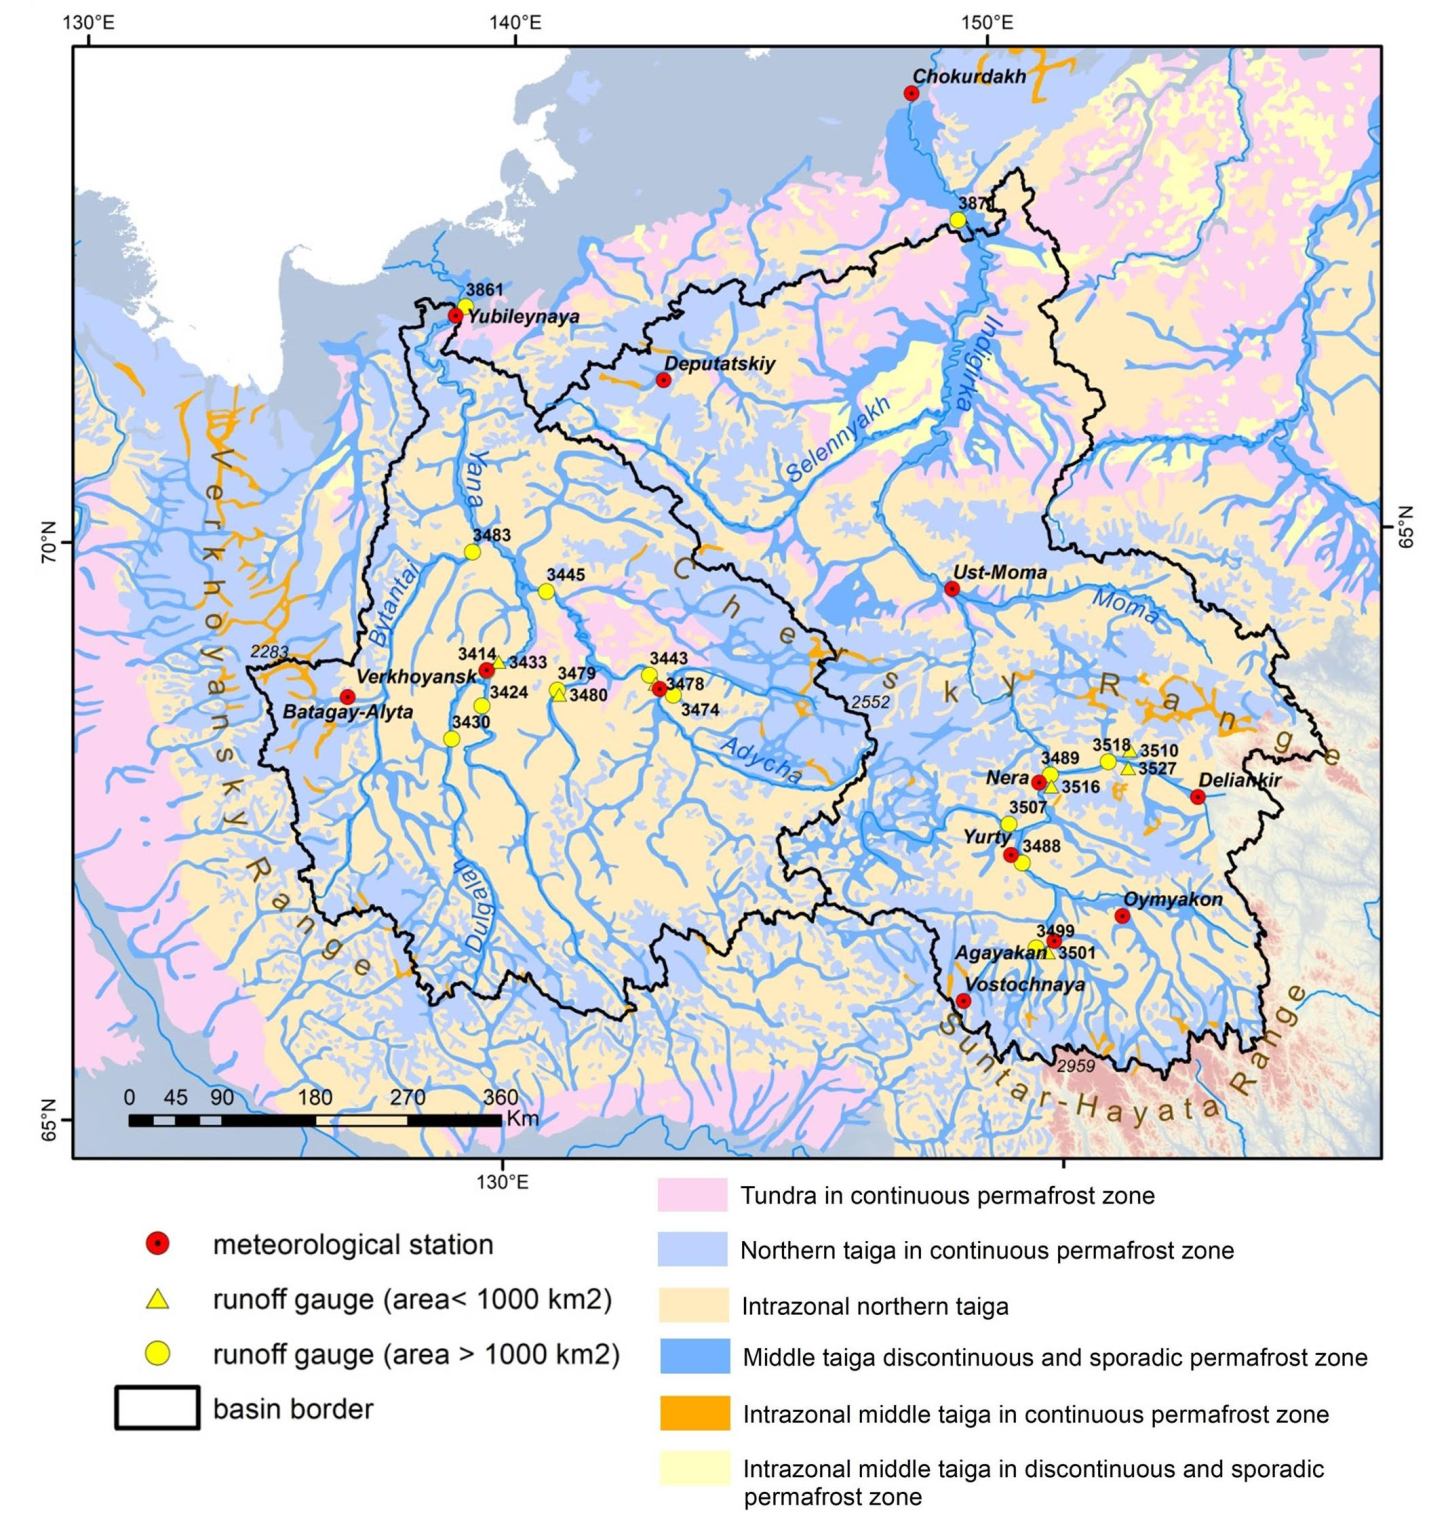 130°E 140°E 150°E
Chokurdakh
387
3861
Yubileynaya
Deputatskiy
Indigirka
Selennyakh
Yana
70°N
65°N
3483
3445
Ust-Moma
Moma
Bytantai
Verkhoyansky Range
Chersky Range
2283
3414
3433
Verkhoyansk
3424
3430
Batagay-Alyta
3479
3480
3443
3478
3474
2552
Adycha
3518
3510
3489
3527
Nera
3516
Deliankir
3507
Yurty
3488
Oymyakon
3499
Agayakan
3501
Vostochnaya
Dulgalah
2959
Suntar-Hayata Range
0 45 90 180 270 360
Km
65°N
130°E
meteorological station
runoff gauge (area< 1000 km2)
runoff gauge (area > 1000 km2)
basin border
Tundra in continuous permafrost zone
Northern taiga in continuous permafrost zone
Intrazonal northern taiga
Middle taiga discontinuous and sporadic permafrost zone
Intrazonal middle taiga in continuous permafrost zone
Intrazonal middle taiga in discontinuous and sporadic
permafrost zone